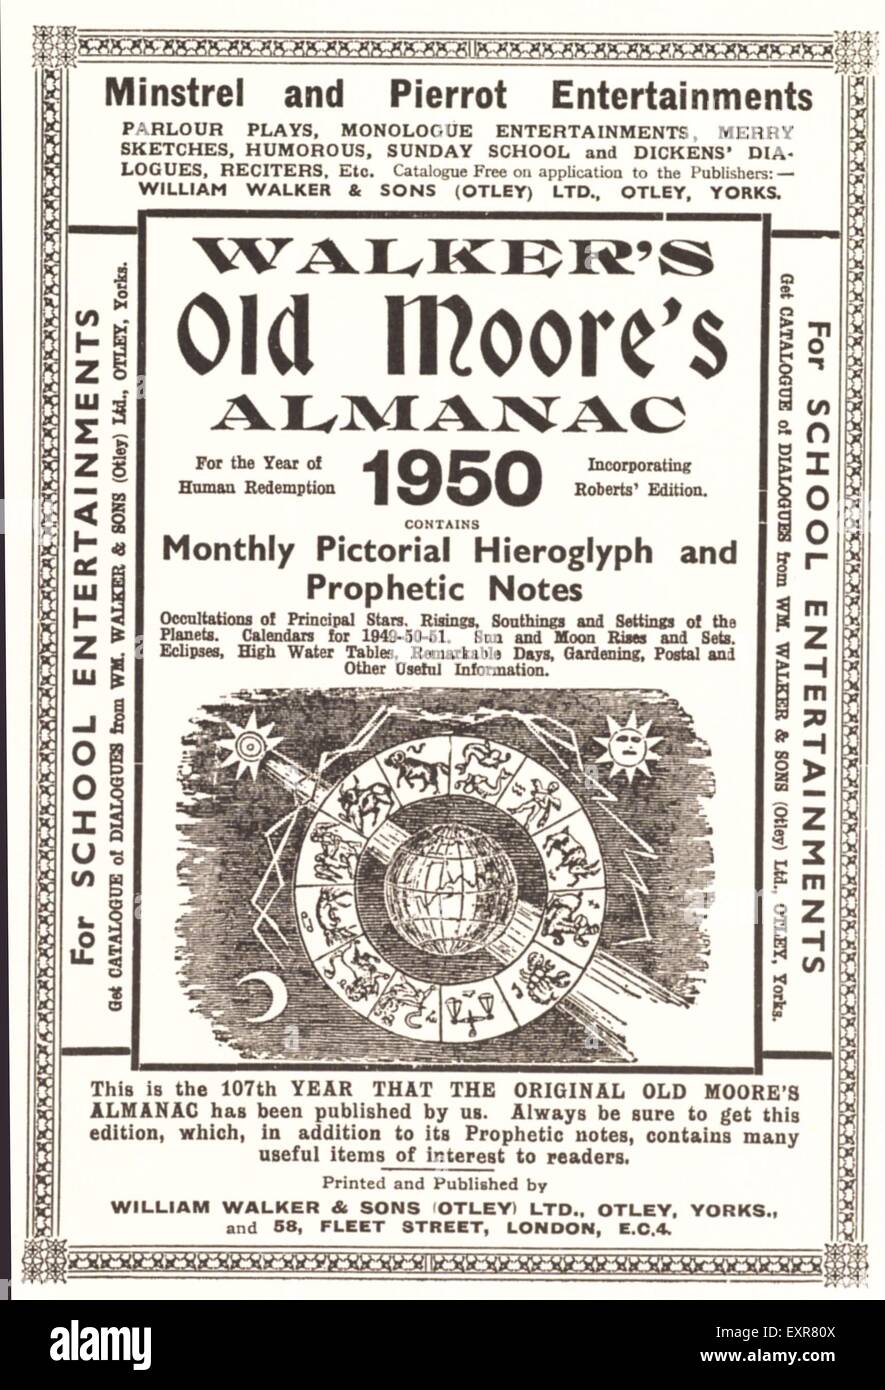 Minstrel and Pierrot Entertainments
PARLOUR PLAYS, MONOLOGUE ENTERTAINMENTS, MERRY
SKETCHES, HUMOROUS, SUNDAY SCHOOL and DICKENS' DIA-
LOGUES, RECITERS, Etc. Catalogue Free on application to the Publishers:—
WILLIAM WALKER & SONS (OTLEY) LTD., OTLEY, YORKS.
For SCHOOL ENTERTAINMENTS
Get CATALOGUE of DIALOGUES from WM. WALKER & SONS (Otley) Ltd., OTLEY, Yorks.
WALKER'S
Old Moore's
ALMANAC
For the Year of
Human Redemption
1950
Incorporating
Roberts' Edition.
CONTAINS
Monthly Pictorial Hieroglyph and
Prophetic Notes
Occultations of Principal Stars. Risings, Southings and Settings of the
Planets. Calendars for 1949-50-51. Sun and Moon Rises and Sets.
Eclipses, High Water Tables, Remarkable Days, Gardening, Postal and
Other Useful Information.
For SCHOOL ENTERTAINMENTS
Get CATALOGUE of DIALOGUES from WM. WALKER & SONS (Otley) Ltd., OTLEY, Yorks.
This is the 107th YEAR THAT THE ORIGINAL OLD MOORE'S
ALMANAC has been published by us. Always be sure to get this
edition, which, in addition to its Prophetic notes, contains many
useful items of interest to readers.
Printed and Published by
WILLIAM WALKER & SONS (OTLEY) LTD., OTLEY, YORKS.,
and 58, FLEET STREET, LONDON, E.C.4.
alamy stock photo
EXR80X
www.alamy.com